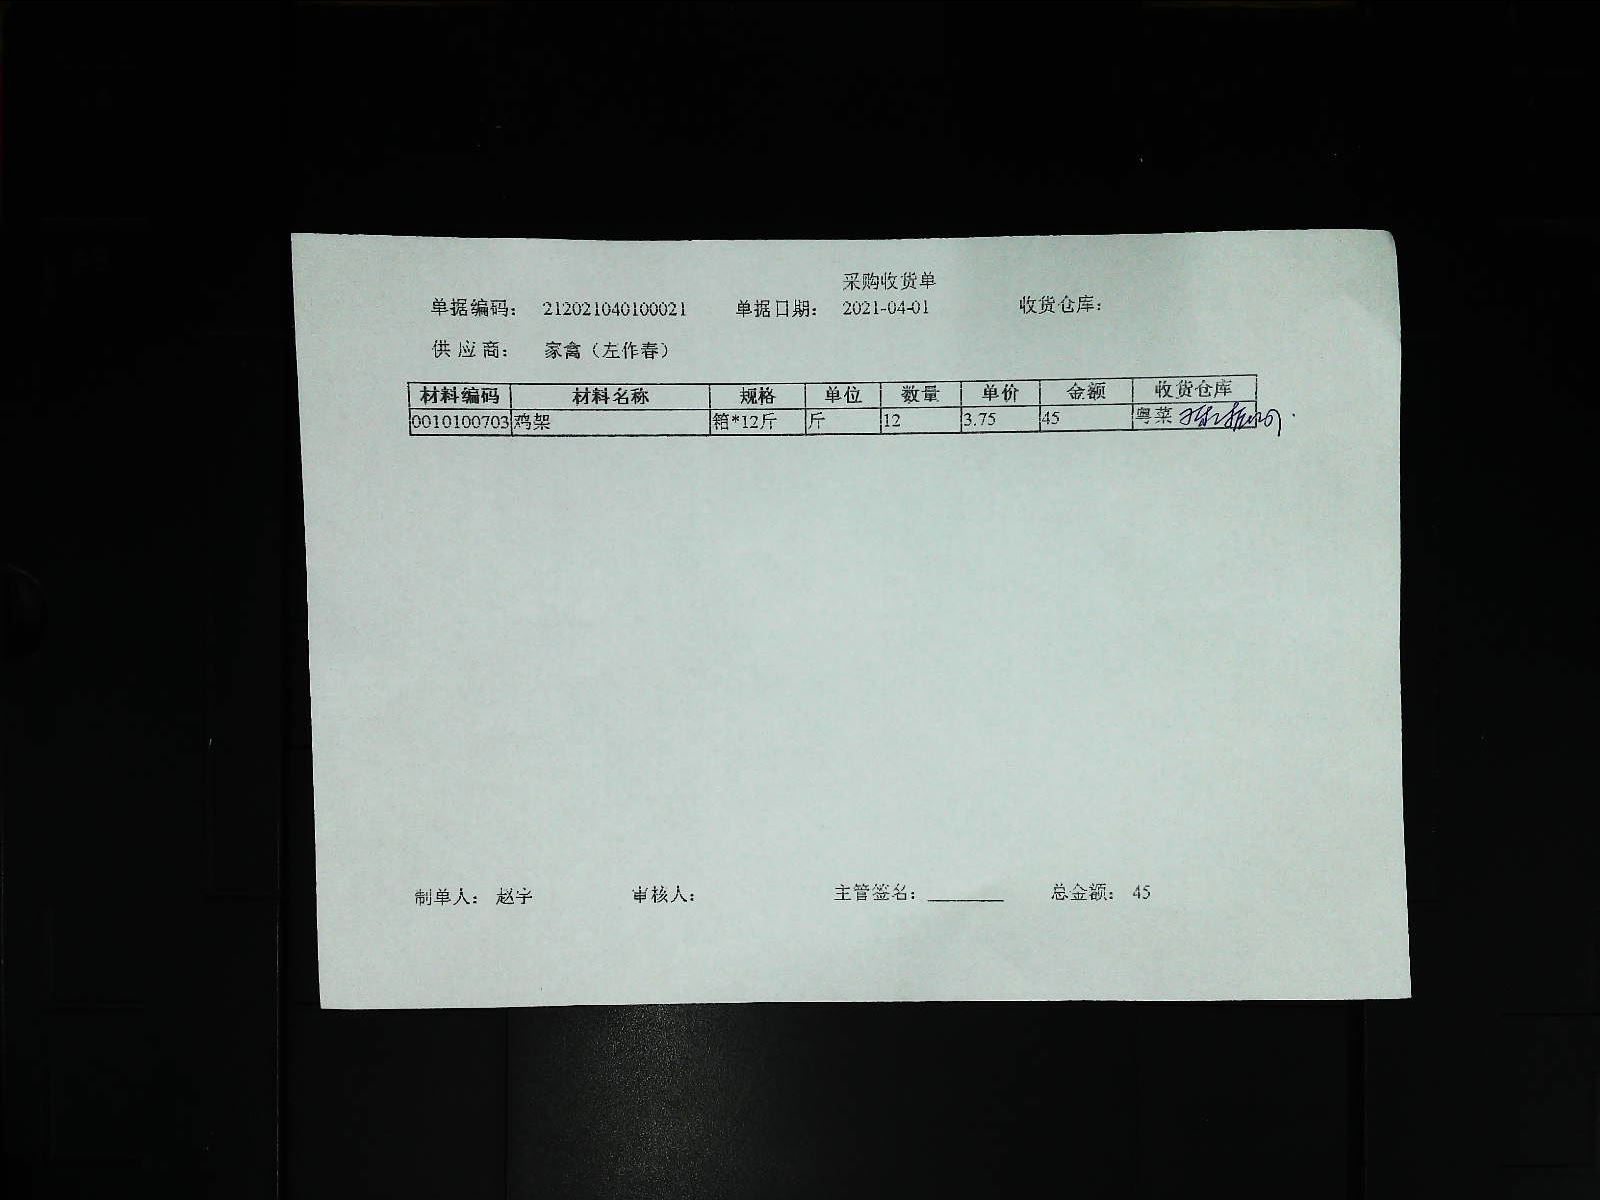 采购收货单
单据编码： 212021040100021 单据日期： 2021-04-01 收货仓库：
供 应 商： 家禽（左作春）
材料编码 材料名称 规格 单位 数量 单价 金额 收货仓库
0010100703 鸡架 箱*12斤 斤 12 3.75 45 粤菜
制单人： 赵宇 审核人： 主管签名：________ 总金额： 45